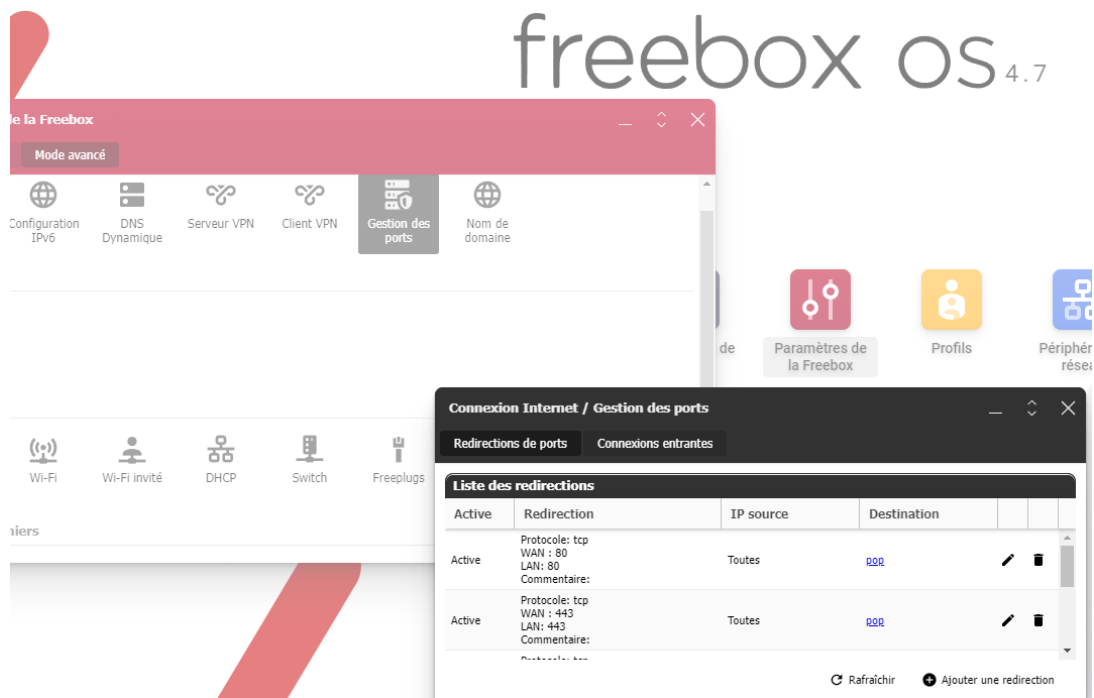 freebox os 4.7
de la Freebox
Mode avancé
Configuration
IPv6
DNS
Dynamique
Serveur VPN
Client VPN
Gestion des
ports
Nom de
domaine
de
Paramètres de
la Freebox
Profils
Périphér
résea
Wi-Fi
Wi-Fi invité
DHCP
Switch
Freeplugs
hiers
Connexion Internet / Gestion des ports
Redirections de ports
Connexions entrantes
Liste des redirections
Active
Redirection
IP source
Destination
Active
Protocole: tcp
WAN : 80
LAN: 80
Commentaire:
Toutes
pop
Active
Protocole: tcp
WAN : 443
LAN: 443
Commentaire:
Toutes
pop
Protocole: tcp
Rafraîchir
Ajouter une redirection